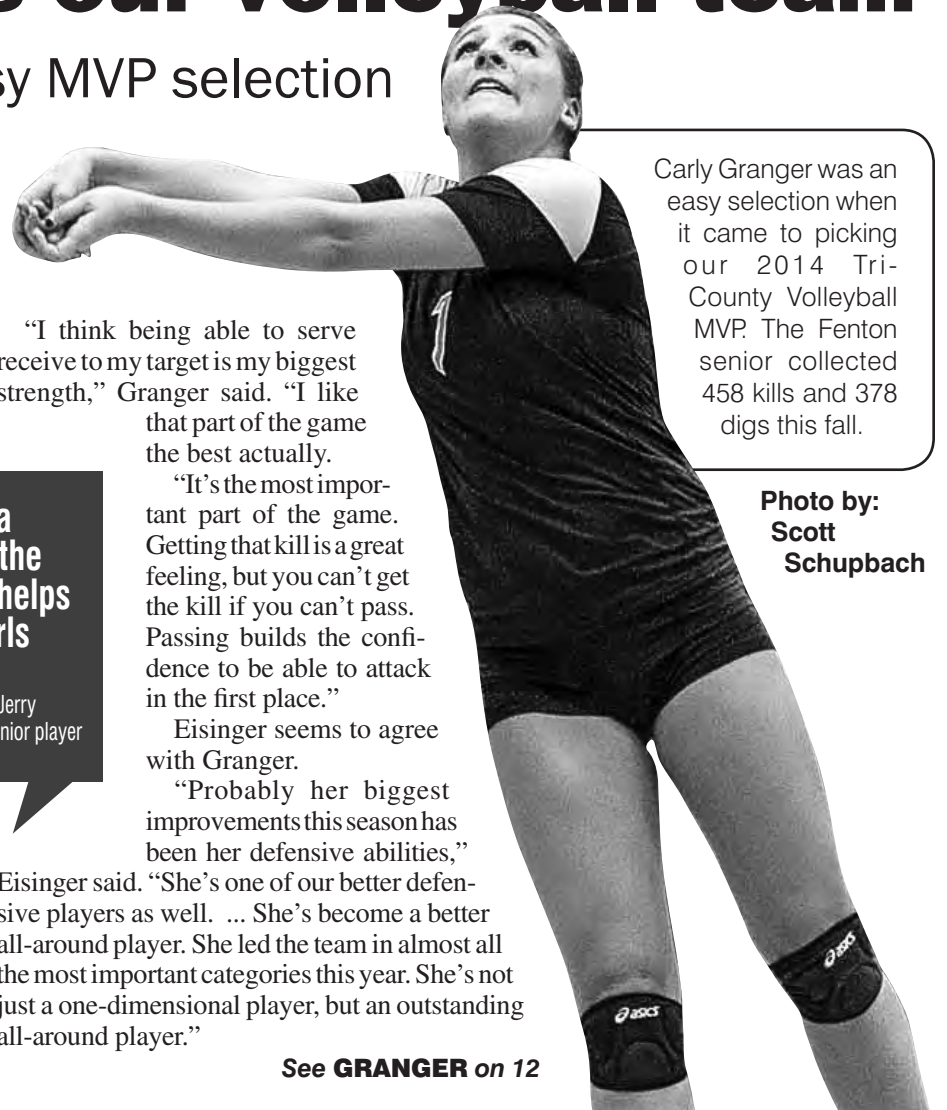 our volleyball team
MVP selection
“I think being able to serve
receive to my target is my biggest
strength,” Granger said. “I like
that part of the game
the best actually.
“It’s the most impor-
tant part of the game.
Getting that kill is a great
feeling, but you can’t get
the kill if you can’t pass.
Passing builds the confi-
dence to be able to attack
in the first place.”
Eisinger seems to agree
with Granger.
“Probably her biggest
improvements this season has
been her defensive abilities,”
Eisinger said. “She’s one of our better defen-
sive players as well.  ... She’s become a better
all-around player. She led the team in almost all
the most important categories this year. She’s not
just a one-dimensional player, but an outstanding
all-around player.”
See GRANGER on 12
a
the
helps
Jerry
player
Carly Granger was an
easy selection when
it came to picking
our 2014 Tri-
County Volleyball
MVP. The Fenton
senior collected
458 kills and 378
digs this fall.
Photo by:
Scott
Schupbach
1
asics
asics